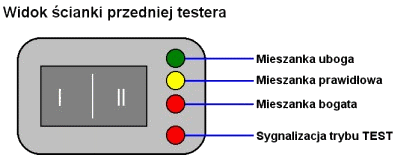 Widok ścianki przedniej testera
Mieszanka uboga
Mieszanka prawidłowa
I II
Mieszanka bogata
Sygnalizacja trybu TEST